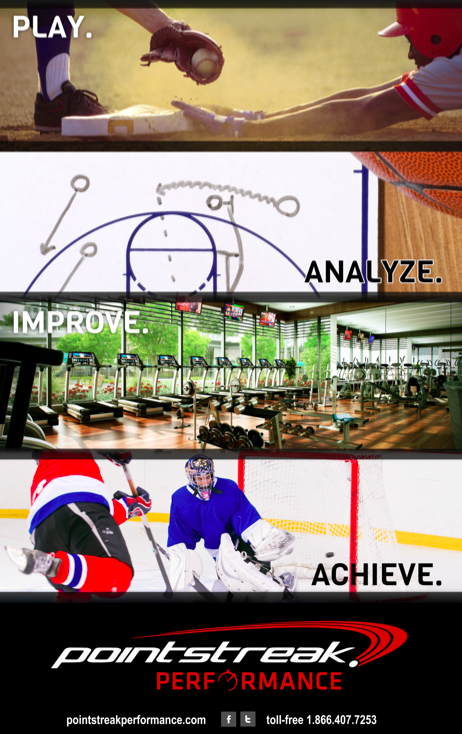 PLAY.
ANALYZE.
IMPROVE.
ACHIEVE.
pointstreak.
PERFORMANCE
pointstreakperformance.com f t toll-free 1.866.407.7253